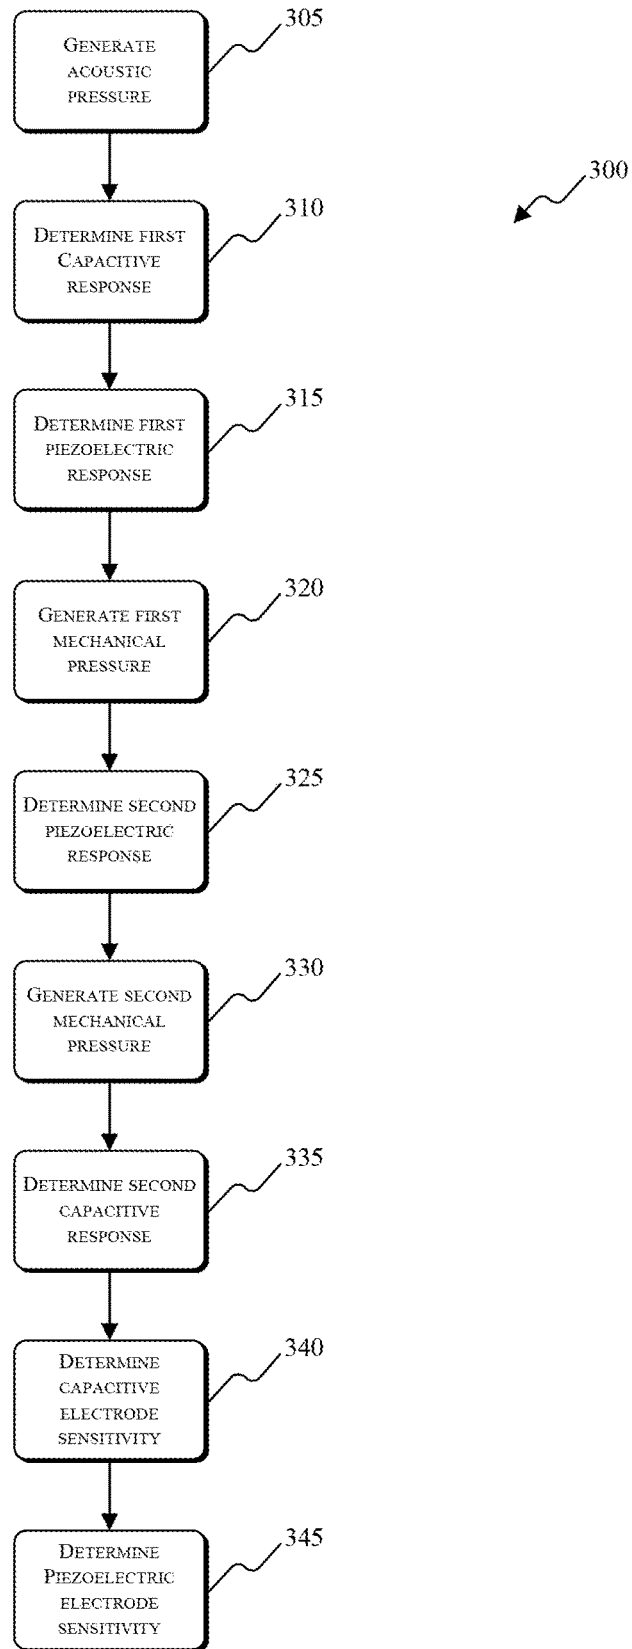 305
GENERATE
ACOUSTIC
PRESSURE
300
310
DETERMINE FIRST
CAPACITIVE
RESPONSE
315
DETERMINE FIRST
PIEZOELECTRIC
RESPONSE
320
GENERATE FIRST
MECHANICAL
PRESSURE
325
DETERMINE SECOND
PIEZOELECTRIC
RESPONSE
330
GENERATE SECOND
MECHANICAL
PRESSURE
335
DETERMINE SECOND
CAPACITIVE
RESPONSE
340
DETERMINE
CAPACITIVE
ELECTRODE
SENSITIVITY
345
DETERMINE
PIEZOELECTRIC
ELECTRODE
SENSITIVITY